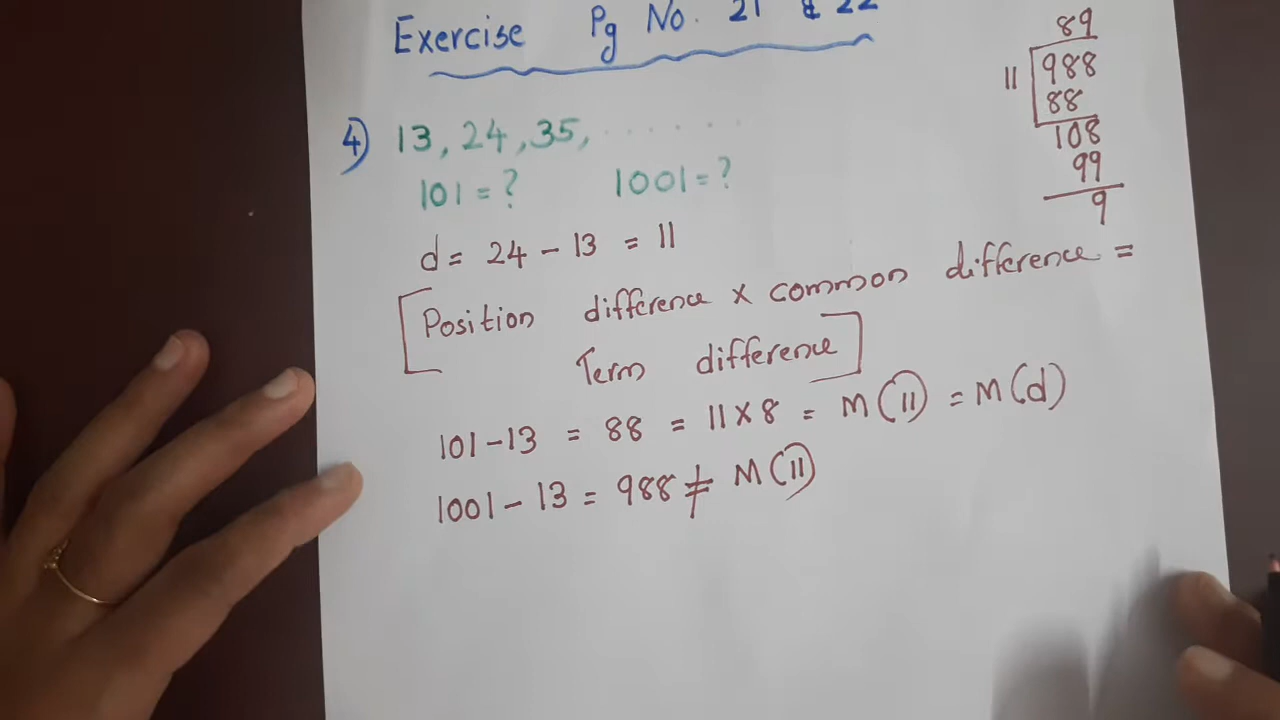 Exercise Pg No. 21 & 22
4) 13, 24, 35, .......
101 = ? 1001 = ?
d = 24 - 13 = 11
[Position difference x common difference =
Term difference]
101 - 13 = 88 = 11 x 8 = M(11) = M(d)
1001 - 13 = 988 ≠ M(11)
89
11 988
88
108
99
9